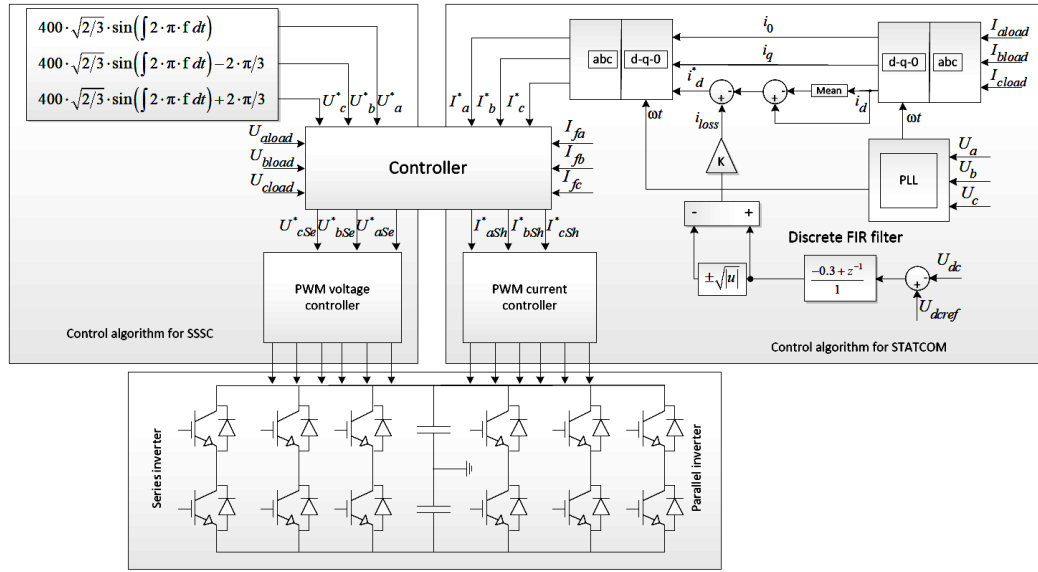 400·√2/3·sin(∫2·π·f dt)
400·√2/3·sin(∫2·π·f dt)−2·π/3
400·√2/3·sin(∫2·π·f dt)+2·π/3
U*c U*b U*a
Uaload
Ubload
Ucload
Controller
I*a I*b I*c
Ifa
Ifb
Ifc
U*cSe U*bSe U*aSe
I*aSh I*bSh I*cSh
PWM voltage
controller
PWM current
controller
Control algorithm for SSSC
abc
d-q-0
i0
iq
i*d
+
-
+
-
Mean
id
iloss
K
ωt
d-q-0
abc
Iaload
Ibload
Icload
ωt
PLL
Ua
Ub
Uc
-
+
±√|u|
Discrete FIR filter
−0.3+z⁻¹
1
+
-
Udc
Udcref
Control algorithm for STATCOM
Series inverter
Parallel inverter